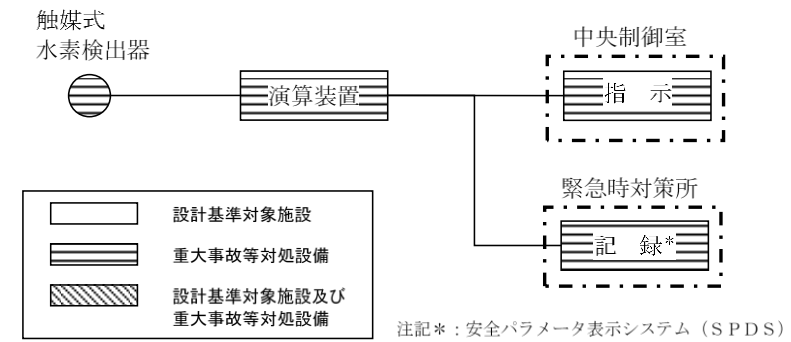 触媒式
水素検出器
中央制御室
演算装置
指　示
緊急時対策所
記　録*
設計基準対象施設
重大事故等対処設備
設計基準対象施設及び
重大事故等対処設備
注記＊：安全パラメータ表示システム（ＳＰＤＳ）